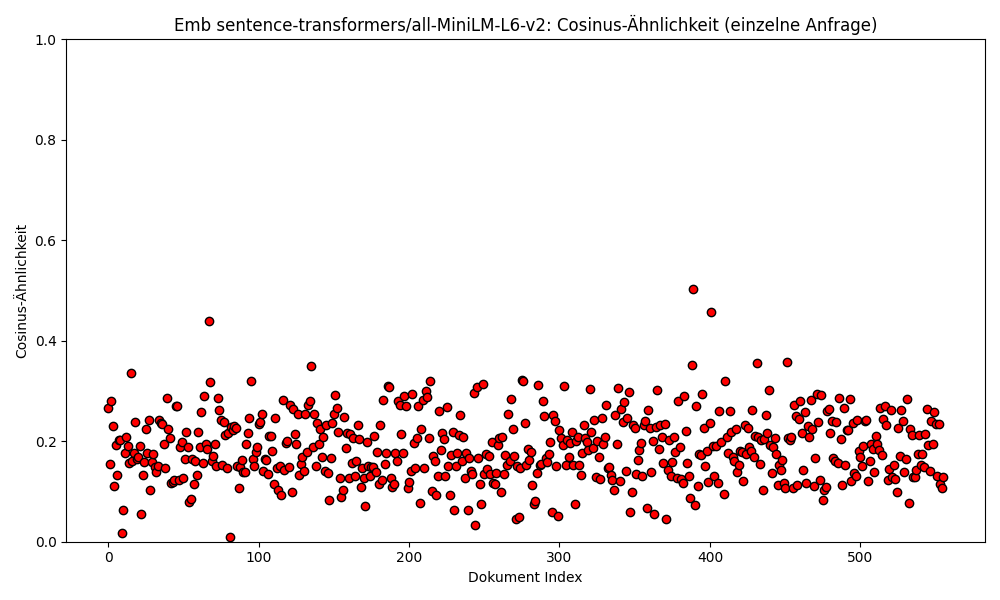 Emb sentence-transformers/all-MiniLM-L6-v2: Cosinus-Ähnlichkeit (einzelne Anfrage)
1.0
0.8
0.6
0.4
0.2
0.0
Cosinus-Ähnlichkeit
0 100 200 300 400 500
Dokument Index